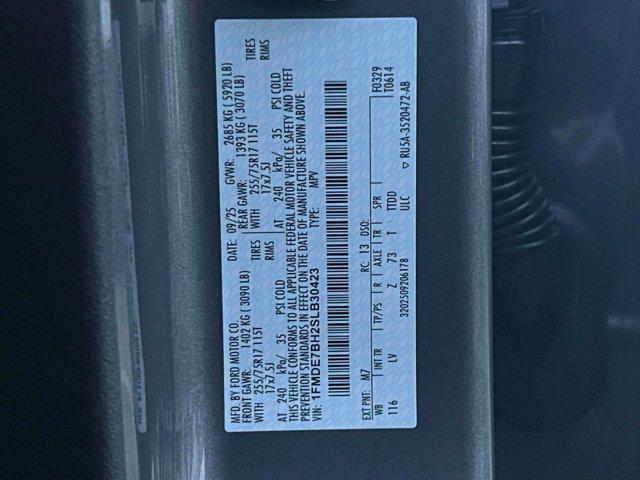 MFD. BY FORD MOTOR CO.
DATE: 09/25 GVWR: 2685 KG ( 5920 LB)
FRONT GAWR: 1402 KG ( 3090 LB) REAR GAWR: 1393 KG ( 3070 LB)
WITH 255/75R17 115T TIRES WITH 255/75R17 115T TIRES
17x7.5J RIMS 17x7.5J RIMS
AT 240 kPa/ 35 PSI COLD AT 240 kPa/ 35 PSI COLD
THIS VEHICLE CONFORMS TO ALL APPLICABLE FEDERAL MOTOR VEHICLE SAFETY AND THEFT
PREVENTION STANDARDS IN EFFECT ON THE DATE OF MANUFACTURE SHOWN ABOVE.
VIN: 1FMDE7BH2SLB30423 TYPE: MPV
F0329
T0614
EXT PNT: M7 RC: 13 DSO:
WB INT TR TP/PS R AXLE TR SPR
116 LV Z 73 T TTDD
ULC
320250920617B ▽ RU5A-3520472-AB